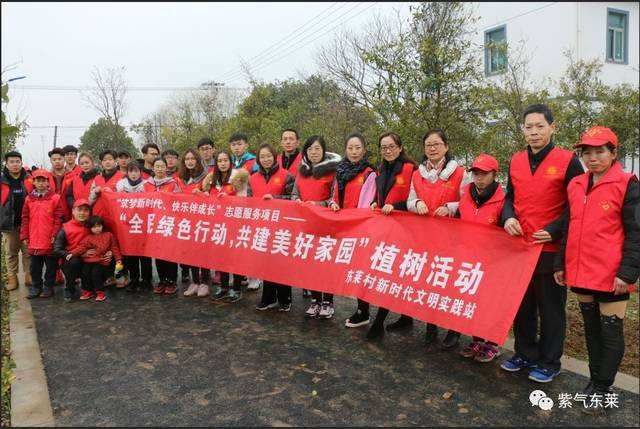 “筑梦新时代、快乐伴成长”志愿服务项目——
“全民绿色行动,共建美好家园”植树活动
东莱村新时代文明实践站
紫气东莱